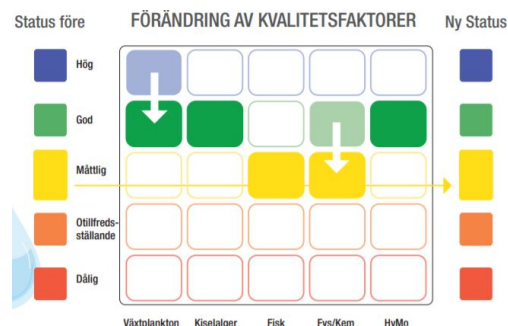 Status före
FÖRÄNDRING AV KVALITETSFAKTORER
Ny Status
Hög
God
Måttlig
Otillfreds-
ställande
Dålig
Växtplankton Kiselalger Fisk Fys/Kem HyMo